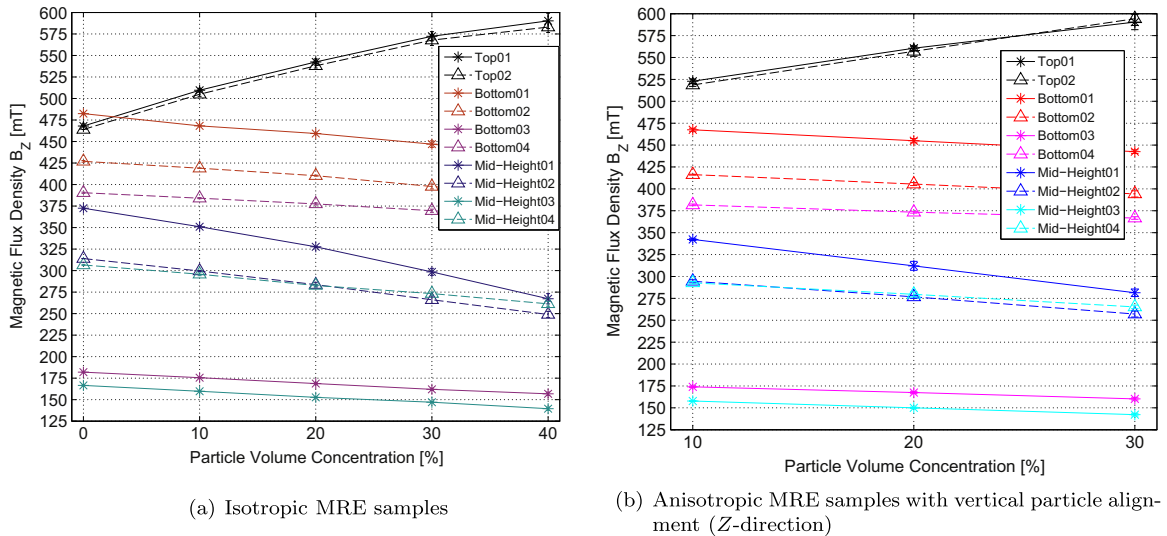 600
575
550
525
500
475
450
425
400
375
350
325
300
275
250
225
200
175
150
125
Magnetic Flux Density B_Z [mT]
0 10 20 30 40
Particle Volume Concentration [%]
Top01
Top02
Bottom01
Bottom02
Bottom03
Bottom04
Mid−Height01
Mid−Height02
Mid−Height03
Mid−Height04
(a) Isotropic MRE samples
600
575
550
525
500
475
450
425
400
375
350
325
300
275
250
225
200
175
150
125
Magnetic Flux Density B_Z [mT]
10 20 30
Particle Volume Concentration [%]
Top01
Top02
Bottom01
Bottom02
Bottom03
Bottom04
Mid−Height01
Mid−Height02
Mid−Height03
Mid−Height04
(b) Anisotropic MRE samples with vertical particle align-
ment (Z-direction)